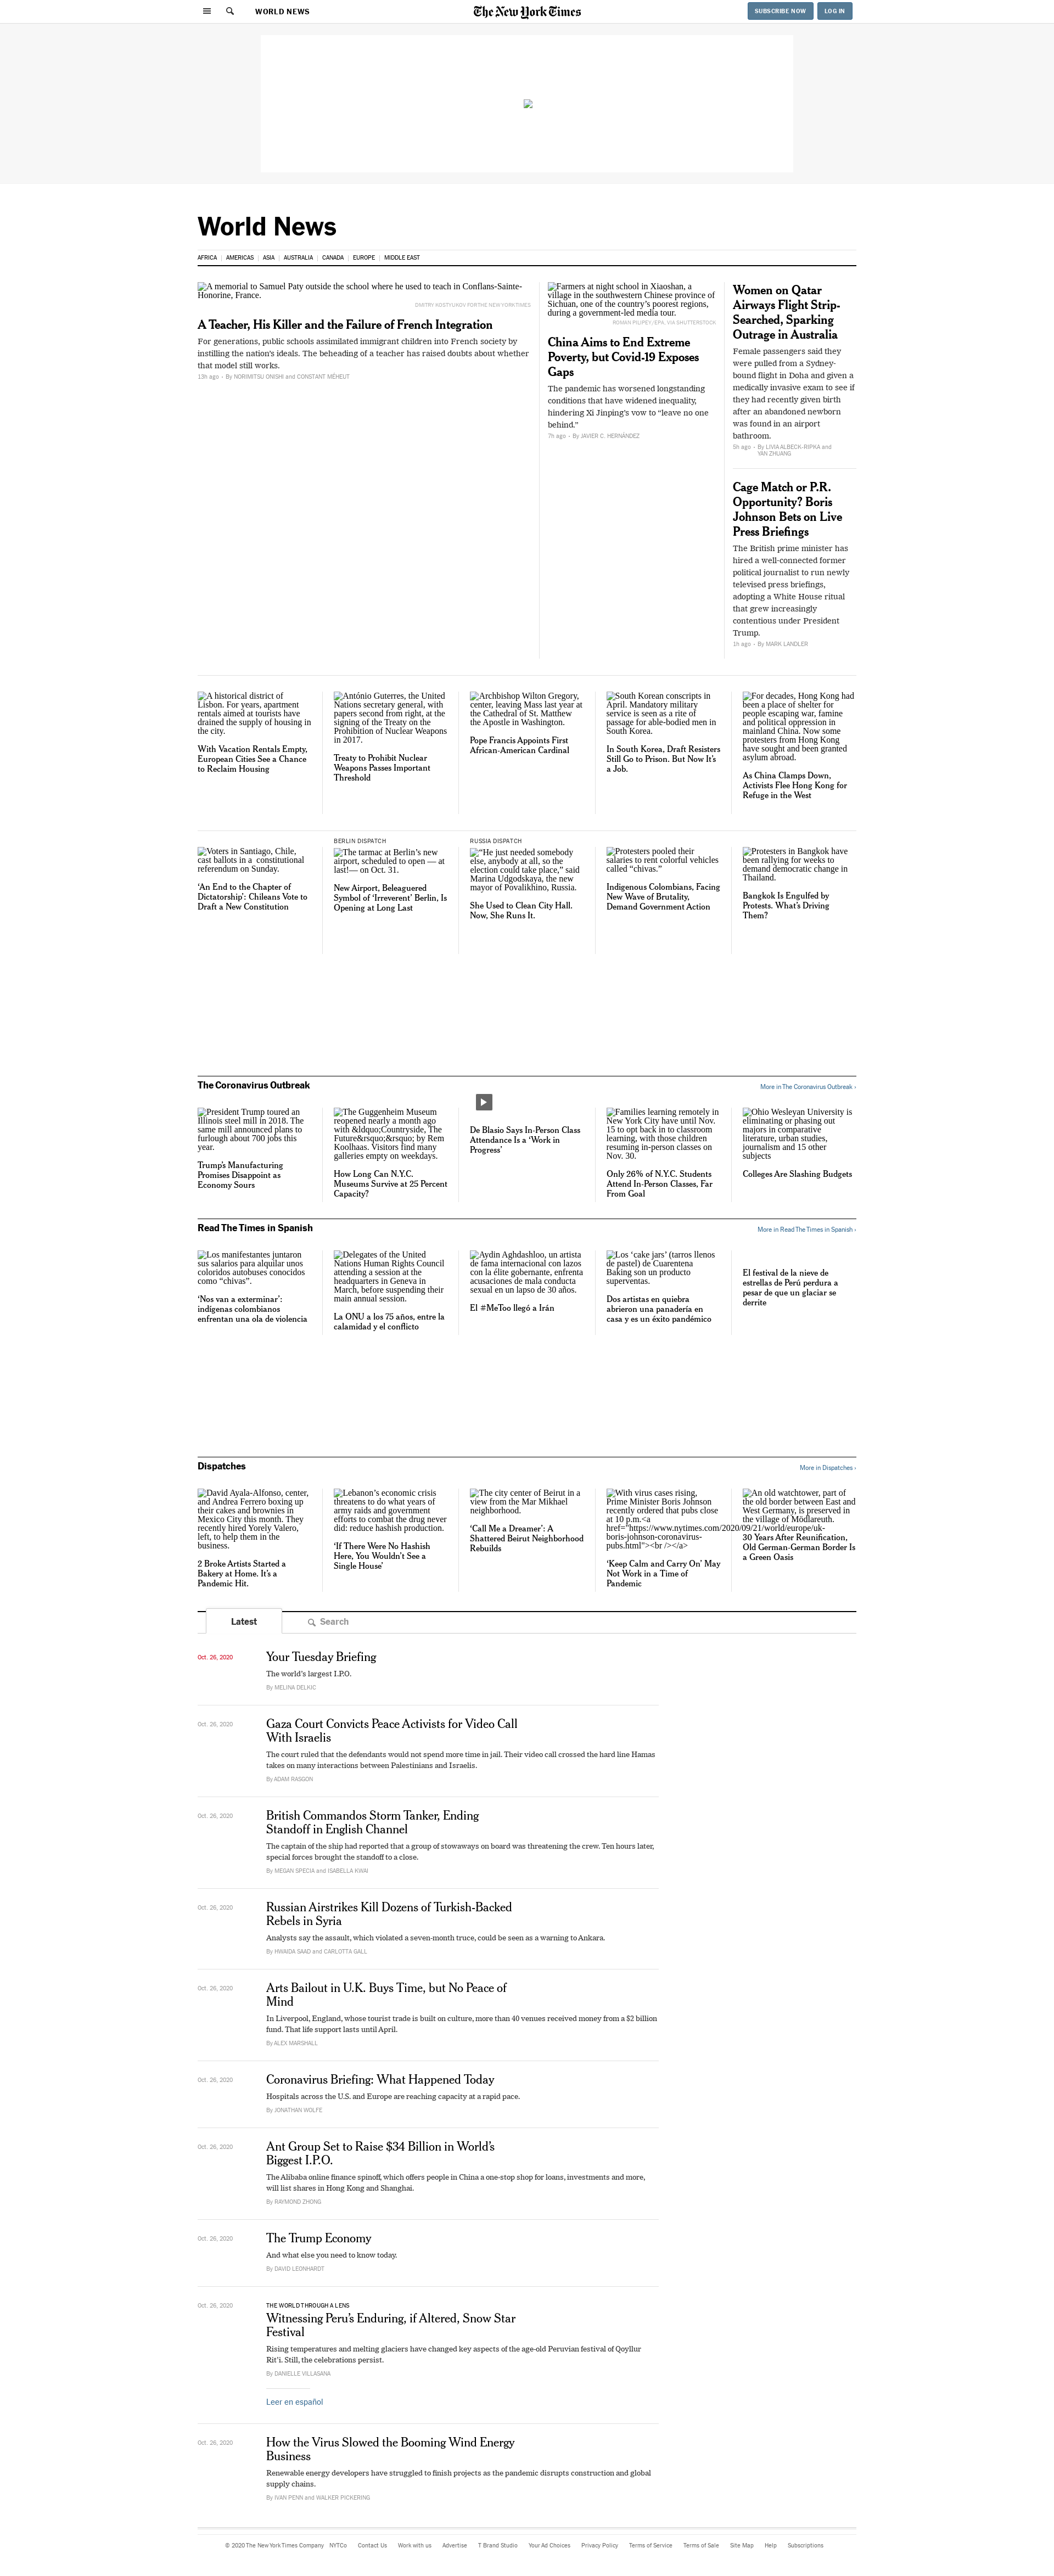 WORLD NEWS
The New York Times
SUBSCRIBE NOW
LOG IN
World News
AFRICA
AMERICAS
ASIA
AUSTRALIA
CANADA
EUROPE
MIDDLE EAST
A memorial to Samuel Paty outside the school where he used to teach in Conflans-Sainte-
Honorine, France.
DMITRY KOSTYUKOV FOR THE NEW YORK TIMES
A Teacher, His Killer and the Failure of French Integration
For generations, public schools assimilated immigrant children into French society by
instilling the nation's ideals. The beheading of a teacher has raised doubts about whether
that model still works.
13h ago
By NORIMITSU ONISHI and CONSTANT MÉHEUT
Farmers at night school in Xiaoshan, a
village in the southwestern Chinese province of
Sichuan, one of the country's poorest regions,
during a government-led media tour.
ROMAN PILIPEY/EPA, VIA SHUTTERSTOCK
China Aims to End Extreme
Poverty, but Covid-19 Exposes
Gaps
The pandemic has worsened longstanding
conditions that have widened inequality,
hindering Xi Jinping's vow to “leave no one
behind.”
7h ago
By JAVIER C. HERNÁNDEZ
Women on Qatar
Airways Flight Strip-
Searched, Sparking
Outrage in Australia
Female passengers said they
were pulled from a Sydney-
bound flight in Doha and given a
medically invasive exam to see if
they had recently given birth
after an abandoned newborn
was found in an airport
bathroom.
5h ago
By LIVIA ALBECK-RIPKA and
YAN ZHUANG
Cage Match or P.R.
Opportunity? Boris
Johnson Bets on Live
Press Briefings
The British prime minister has
hired a well-connected former
political journalist to run newly
televised press briefings,
adopting a White House ritual
that grew increasingly
contentious under President
Trump.
1h ago
By MARK LANDLER
A historical district of
Lisbon. For years, apartment
rentals aimed at tourists have
drained the supply of housing in
the city.
With Vacation Rentals Empty,
European Cities See a Chance
to Reclaim Housing
António Guterres, the United
Nations secretary general, with
papers second from right, at the
signing of the Treaty on the
Prohibition of Nuclear Weapons
in 2017.
Treaty to Prohibit Nuclear
Weapons Passes Important
Threshold
Archbishop Wilton Gregory,
center, leaving Mass last year at
the Cathedral of St. Matthew
the Apostle in Washington.
Pope Francis Appoints First
African-American Cardinal
South Korean conscripts in
April. Mandatory military
service is seen as a rite of
passage for able-bodied men in
South Korea.
In South Korea, Draft Resisters
Still Go to Prison. But Now It's
a Job.
For decades, Hong Kong had
been a place of shelter for
people escaping war, famine
and political oppression in
mainland China. Now some
protesters from Hong Kong
have sought and been granted
asylum abroad.
As China Clamps Down,
Activists Flee Hong Kong for
Refuge in the West
Voters in Santiago, Chile,
cast ballots in a constitutional
referendum on Sunday.
‘An End to the Chapter of
Dictatorship’: Chileans Vote to
Draft a New Constitution
BERLIN DISPATCH
The tarmac at Berlin's new
airport, scheduled to open — at
last!— on Oct. 31.
New Airport, Beleaguered
Symbol of ‘Irreverent’ Berlin, Is
Opening at Long Last
RUSSIA DISPATCH
“He just needed somebody
else, anybody at all, so the
election could take place,” said
Marina Udgodskaya, the new
mayor of Povalikhino, Russia.
She Used to Clean City Hall.
Now, She Runs It.
Protesters pooled their
salaries to rent colorful vehicles
called “chivas.”
Indigenous Colombians, Facing
New Wave of Brutality,
Demand Government Action
Protesters in Bangkok have
been rallying for weeks to
demand democratic change in
Thailand.
Bangkok Is Engulfed by
Protests. What's Driving
Them?
The Coronavirus Outbreak
More in The Coronavirus Outbreak ›
President Trump toured an
Illinois steel mill in 2018. The
same mill announced plans to
furlough about 700 jobs this
year.
Trump's Manufacturing
Promises Disappoint as
Economy Sours
The Guggenheim Museum
reopened nearly a month ago
with &ldquo;Countryside, The
Future&rsquo;&rsquo; by Rem
Koolhaas. Visitors find many
galleries empty on weekdays.
How Long Can N.Y.C.
Museums Survive at 25 Percent
Capacity?
De Blasio Says In-Person Class
Attendance Is a ‘Work in
Progress’
Families learning remotely in
New York City have until Nov.
15 to opt back in to classroom
learning, with those children
resuming in-person classes on
Nov. 30.
Only 26% of N.Y.C. Students
Attend In-Person Classes, Far
From Goal
Ohio Wesleyan University is
eliminating or phasing out
majors in comparative
literature, urban studies,
journalism and 15 other
subjects
Colleges Are Slashing Budgets
Read The Times in Spanish
More in Read The Times in Spanish ›
Los manifestantes juntaron
sus salarios para alquilar unos
coloridos autobuses conocidos
como “chivas”.
‘Nos van a exterminar’:
indígenas colombianos
enfrentan una ola de violencia
Delegates of the United
Nations Human Rights Council
attending a session at the
headquarters in Geneva in
March, before suspending their
main annual session.
La ONU a los 75 años, entre la
calamidad y el conflicto
Aydin Aghdashloo, un artista
de fama internacional con lazos
con la élite gobernante, enfrenta
acusaciones de mala conducta
sexual en un lapso de 30 años.
El #MeToo llegó a Irán
Los ‘cake jars’ (tarros llenos
de pastel) de Cuarentena
Baking son un producto
superventas.
Dos artistas en quiebra
abrieron una panadería en
casa y es un éxito pandémico
El festival de la nieve de
estrellas de Perú perdura a
pesar de que un glaciar se
derrite
Dispatches
More in Dispatches ›
David Ayala-Alfonso, center,
and Andrea Ferrero boxing up
their cakes and brownies in
Mexico City this month. They
recently hired Yorely Valero,
left, to help them in the
business.
2 Broke Artists Started a
Bakery at Home. It's a
Pandemic Hit.
Lebanon's economic crisis
threatens to do what years of
army raids and government
efforts to combat the drug never
did: reduce hashish production.
‘If There Were No Hashish
Here, You Wouldn't See a
Single House’
The city center of Beirut in a
view from the Mar Mikhael
neighborhood.
‘Call Me a Dreamer’: A
Shattered Beirut Neighborhood
Rebuilds
With virus cases rising,
Prime Minister Boris Johnson
recently ordered that pubs close
at 10 p.m.<a
href="https://www.nytimes.com/2020/09/21/world/europe/uk-
boris-johnson-coronavirus-
pubs.html"><br /></a>
‘Keep Calm and Carry On’ May
Not Work in a Time of
Pandemic
An old watchtower, part of
the old border between East and
West Germany, is preserved in
the village of Mödlareuth.
30 Years After Reunification,
Old German-German Border Is
a Green Oasis
Latest
Search
Oct. 26, 2020
Your Tuesday Briefing
The world's largest I.P.O.
By MELINA DELKIC
Oct. 26, 2020
Gaza Court Convicts Peace Activists for Video Call
With Israelis
The court ruled that the defendants would not spend more time in jail. Their video call crossed the hard line Hamas
takes on many interactions between Palestinians and Israelis.
By ADAM RASGON
Oct. 26, 2020
British Commandos Storm Tanker, Ending
Standoff in English Channel
The captain of the ship had reported that a group of stowaways on board was threatening the crew. Ten hours later,
special forces brought the standoff to a close.
By MEGAN SPECIA and ISABELLA KWAI
Oct. 26, 2020
Russian Airstrikes Kill Dozens of Turkish-Backed
Rebels in Syria
Analysts say the assault, which violated a seven-month truce, could be seen as a warning to Ankara.
By HWAIDA SAAD and CARLOTTA GALL
Oct. 26, 2020
Arts Bailout in U.K. Buys Time, but No Peace of
Mind
In Liverpool, England, whose tourist trade is built on culture, more than 40 venues received money from a $2 billion
fund. That life support lasts until April.
By ALEX MARSHALL
Oct. 26, 2020
Coronavirus Briefing: What Happened Today
Hospitals across the U.S. and Europe are reaching capacity at a rapid pace.
By JONATHAN WOLFE
Oct. 26, 2020
Ant Group Set to Raise $34 Billion in World's
Biggest I.P.O.
The Alibaba online finance spinoff, which offers people in China a one-stop shop for loans, investments and more,
will list shares in Hong Kong and Shanghai.
By RAYMOND ZHONG
Oct. 26, 2020
The Trump Economy
And what else you need to know today.
By DAVID LEONHARDT
Oct. 26, 2020
THE WORLD THROUGH A LENS
Witnessing Peru's Enduring, if Altered, Snow Star
Festival
Rising temperatures and melting glaciers have changed key aspects of the age-old Peruvian festival of Qoyllur
Rit'i. Still, the celebrations persist.
By DANIELLE VILLASANA
Leer en español
Oct. 26, 2020
How the Virus Slowed the Booming Wind Energy
Business
Renewable energy developers have struggled to finish projects as the pandemic disrupts construction and global
supply chains.
By IVAN PENN and WALKER PICKERING
© 2020 The New York Times Company
NYTCo
Contact Us
Work with us
Advertise
T Brand Studio
Your Ad Choices
Privacy Policy
Terms of Service
Terms of Sale
Site Map
Help
Subscriptions